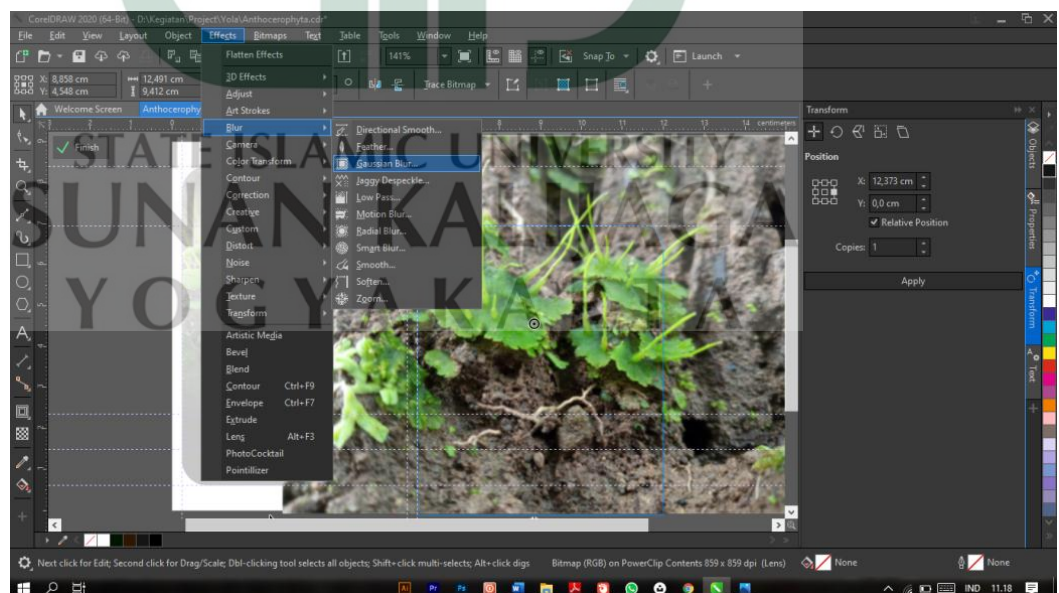 CorelDRAW 2020 (64-Bit) - D:\Kegiatan\Project\Yola\Anthocerophyta.cdr*
File Edit View Layout Object Effects Bitmaps Text Table Tools Window Help
141% Snap To Launch
X: 8,858 cm 12,491 cm
Y: 4,548 cm 9,412 cm
Trace Bitmap
Welcome Screen Anthocerophy
Finish
Flatten Effects
3D Effects
Adjust
Art Strokes
Blur
Camera
Color Transform
Contour
Correction
Creative
Custom
Distort
Noise
Sharpen
Texture
Transform
Artistic Media
Bevel
Blend
Contour Ctrl+F9
Envelope Ctrl+F7
Extrude
Lens Alt+F3
PhotoCocktail
Pointillizer
Directional Smooth...
Feather...
Gaussian Blur...
Jaggy Despeckle...
Low Pass...
Motion Blur...
Radial Blur...
Smart Blur...
Smooth...
Soften...
Zoom...
8 9 10 11 12 13 14 centimeters
STATE ISLAMIC UNIVERSITY
SUNAN KALIJAGA
YOGYAKARTA
Transform
Position
X: 12,373 cm
Y: 0,0 cm
Relative Position
Copies: 1
Apply
Objects
Properties
Transform
Text
Next click for Edit; Second click for Drag/Scale; Dbl-clicking tool selects all objects; Shift+click multi-selects; Alt+click digs Bitmap (RGB) on PowerClip Contents 859 x 859 dpi (Lens) None None
IND 11.18